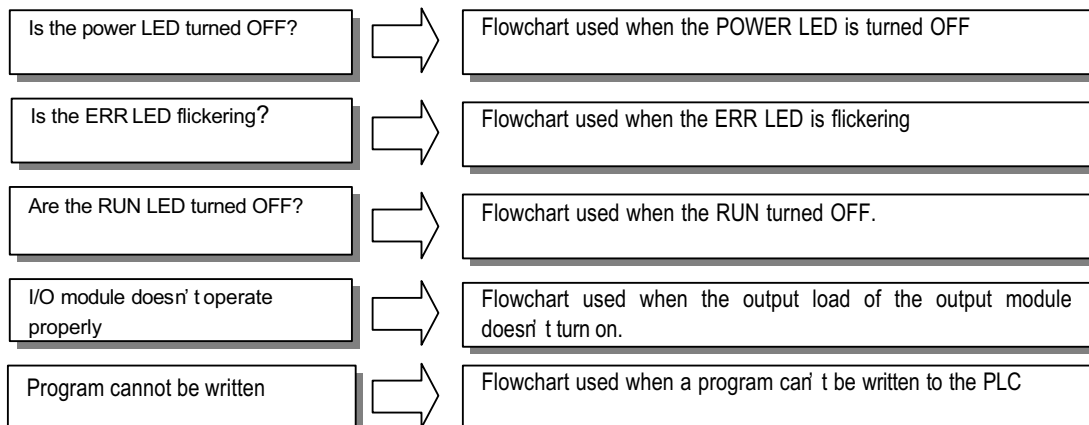 Is the power LED turned OFF?
Flowchart used when the POWER LED is turned OFF
Is the ERR LED flickering?
Flowchart used when the ERR LED is flickering
Are the RUN LED turned OFF?
Flowchart used when the RUN turned OFF.
I/O module doesn't operate
properly
Flowchart used when the output load of the output module
doesn't turn on.
Program cannot be written
Flowchart used when a program can't be written to the PLC